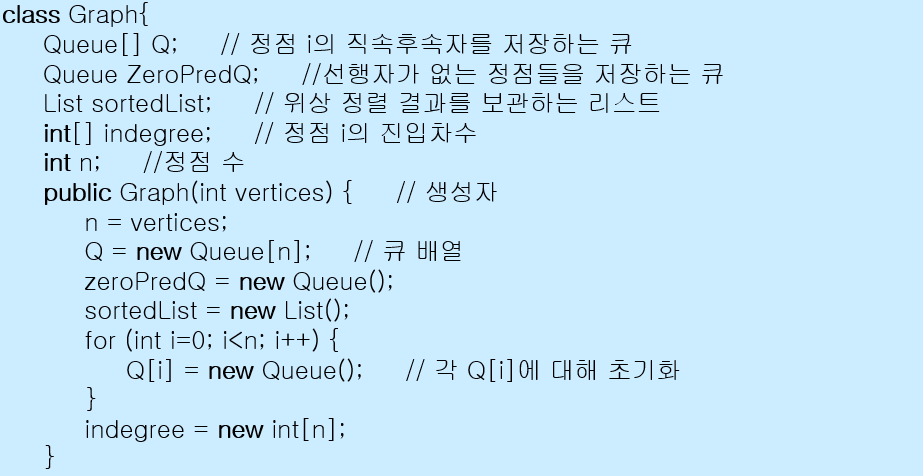 class Graph{
Queue[] Q; // 정점 i의 직속후속자를 저장하는 큐
Queue ZeroPredQ; //선행자가 없는 정점들을 저장하는 큐
List sortedList; // 위상 정렬 결과를 보관하는 리스트
int[] indegree; // 정점 i의 진입차수
int n; //정점 수
public Graph(int vertices) { // 생성자
n = vertices;
Q = new Queue[n]; // 큐 배열
zeroPredQ = new Queue();
sortedList = new List();
for (int i=0; i<n; i++) {
Q[i] = new Queue(); // 각 Q[i]에 대해 초기화
}
indegree = new int[n];
}